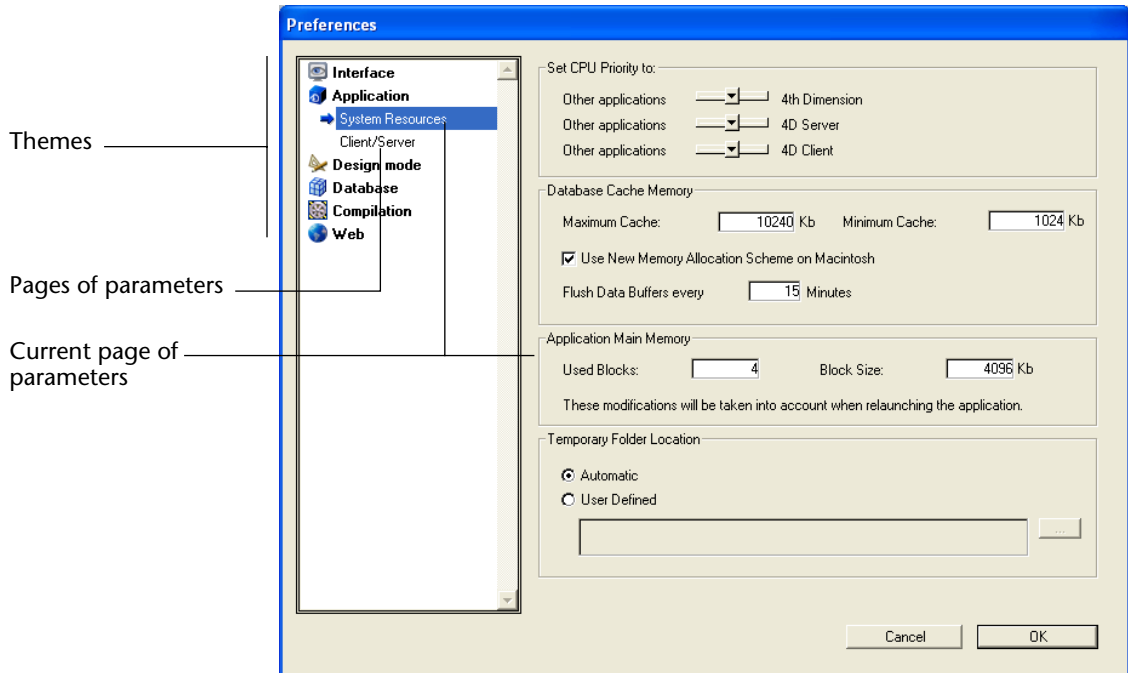 Preferences
Themes
Pages of parameters
Current page of
parameters
Interface
Application
System Resources
Client/Server
Design mode
Database
Compilation
Web
Set CPU Priority to:
Other applications 4th Dimension
Other applications 4D Server
Other applications 4D Client
Database Cache Memory
Maximum Cache: 10240 Kb Minimum Cache: 1024 Kb
Use New Memory Allocation Scheme on Macintosh
Flush Data Buffers every 15 Minutes
Application Main Memory
Used Blocks: 4 Block Size: 4096 Kb
These modifications will be taken into account when relaunching the application.
Temporary Folder Location
Automatic
User Defined
...
Cancel OK